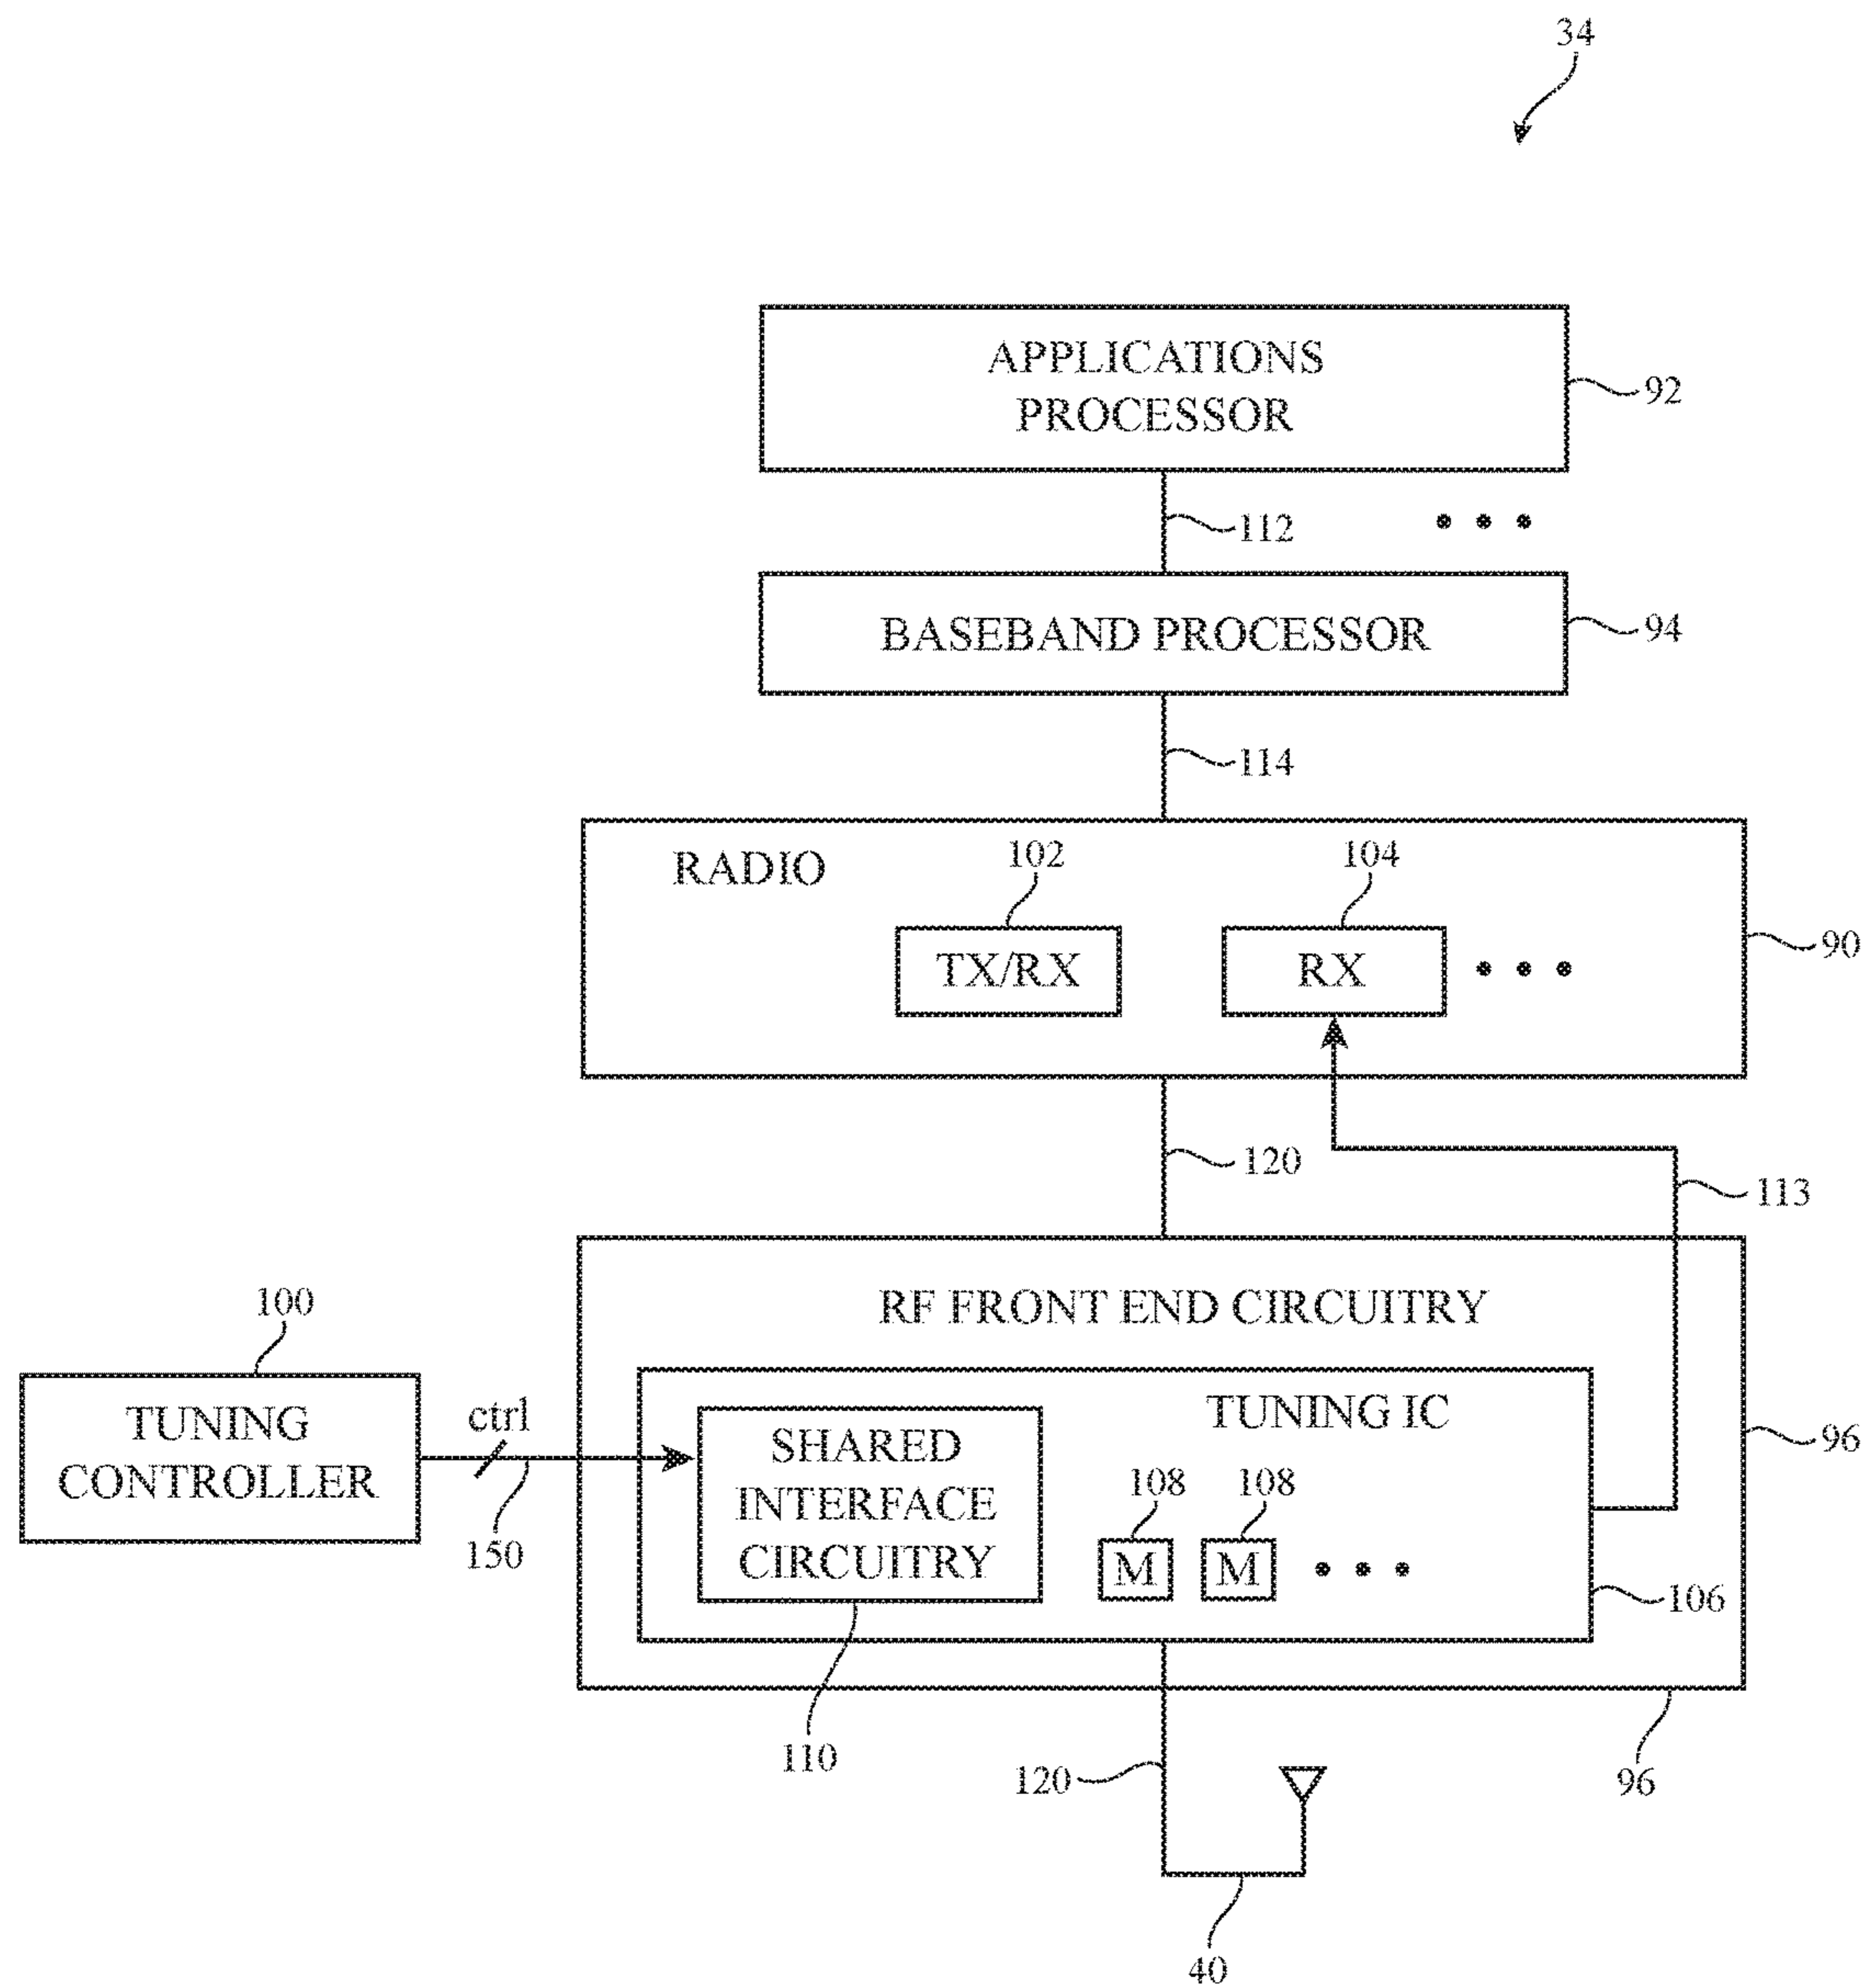 34
APPLICATIONS
PROCESSOR
92
112
BASEBAND PROCESSOR
94
114
RADIO
102
104
TX/RX
RX
90
120
113
RF FRONT END CIRCUITRY
100
TUNING
CONTROLLER
ctrl
150
SHARED
INTERFACE
CIRCUITRY
TUNING IC
108
108
M
M
96
106
110
120
96
40